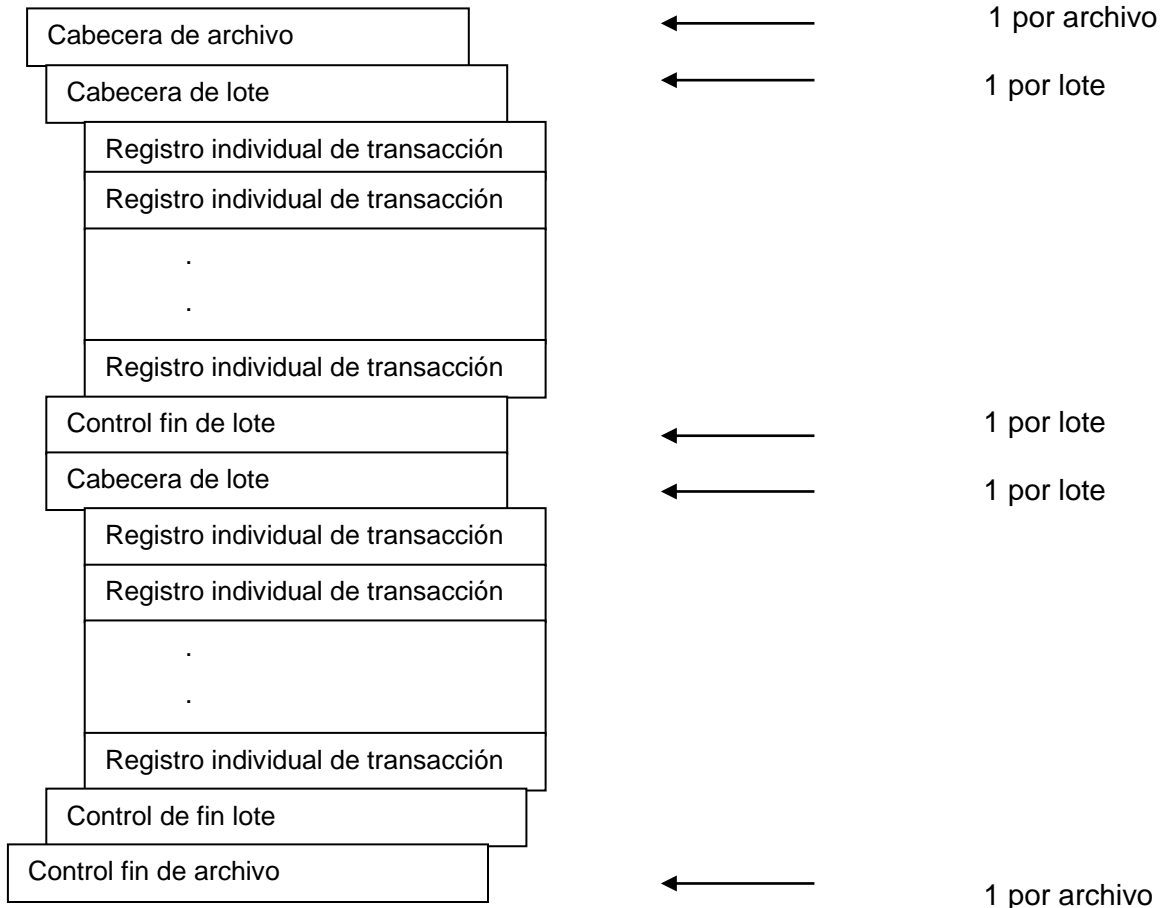 Cabecera de archivo
1 por archivo
Cabecera de lote
1 por lote
Registro individual de transacción
Registro individual de transacción
.
.
Registro individual de transacción
Control fin de lote
1 por lote
Cabecera de lote
1 por lote
Registro individual de transacción
Registro individual de transacción
.
.
Registro individual de transacción
Control de fin lote
Control fin de archivo
1 por archivo